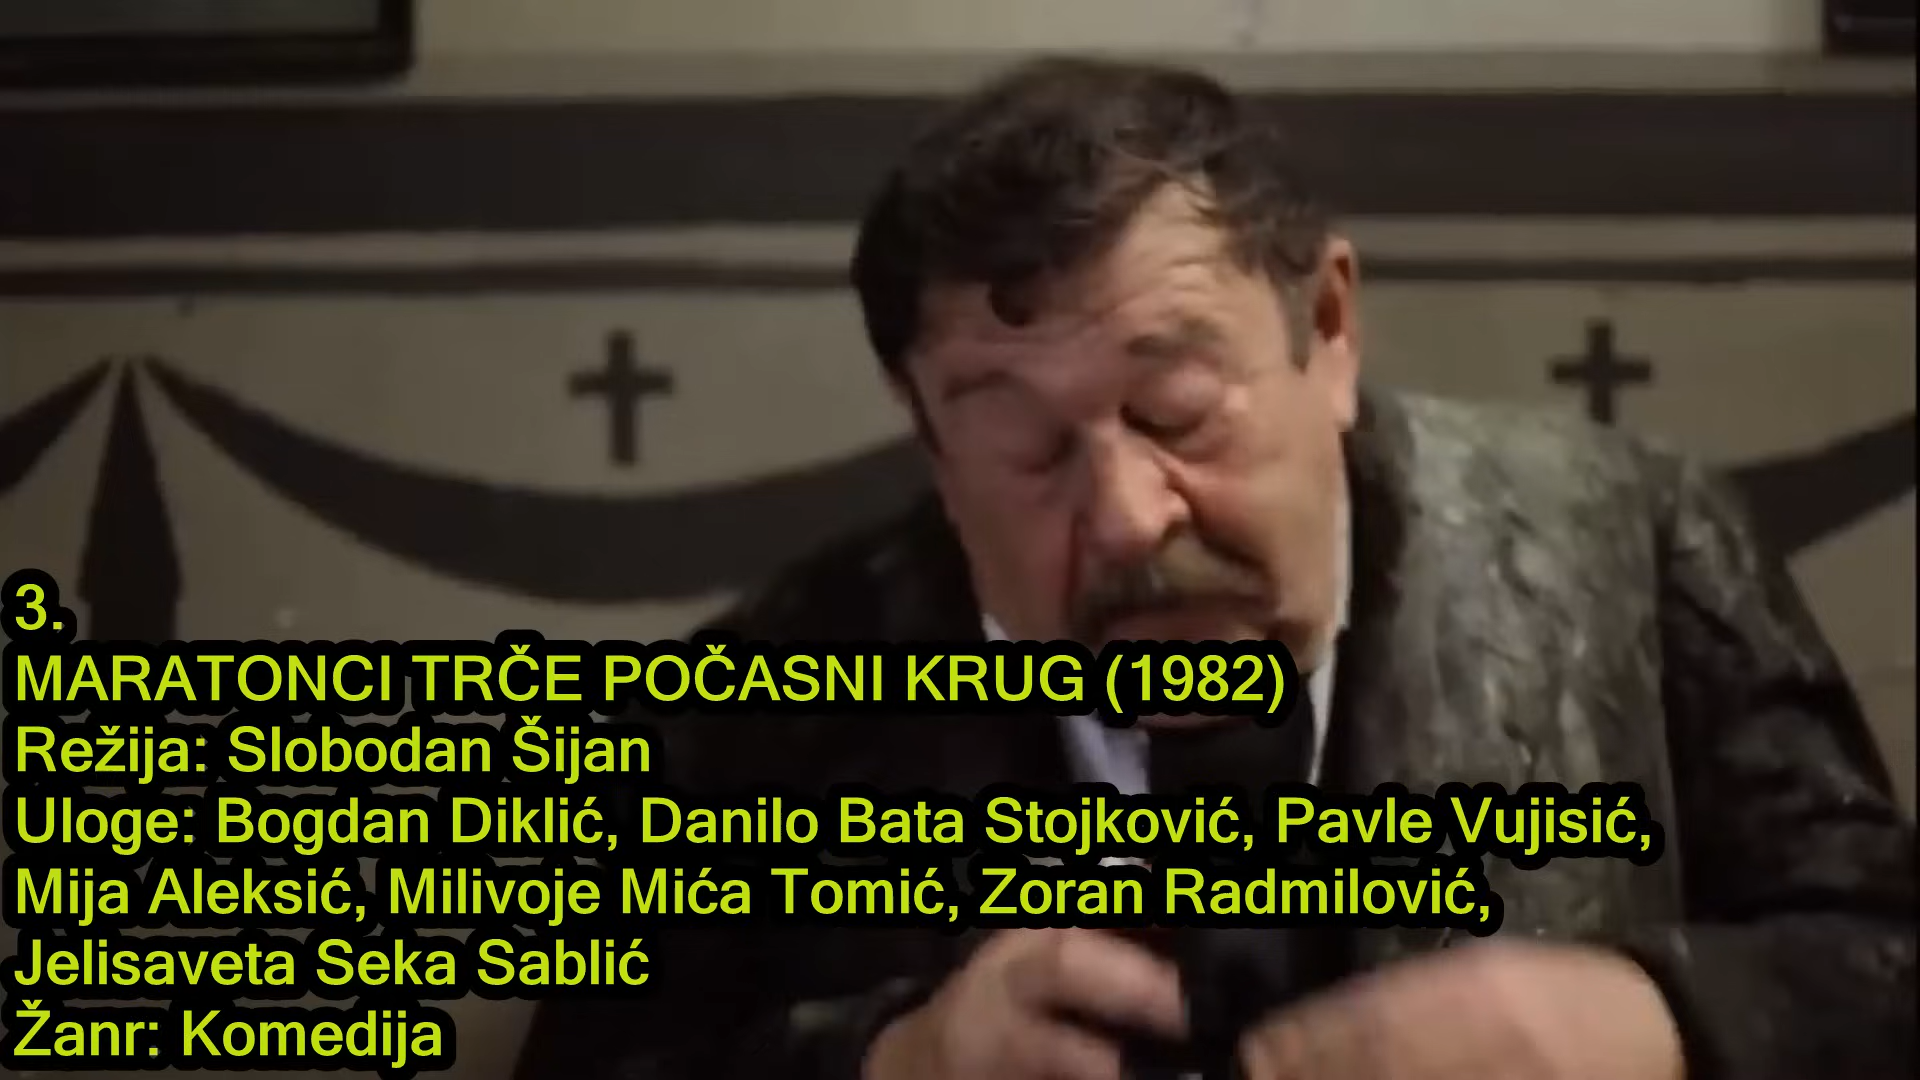 3.
MARATONCI TRČE POČASNI KRUG (1982)
Režija: Slobodan Šijan
Uloge: Bogdan Diklić, Danilo Bata Stojković, Pavle Vujisić,
Mija Aleksić, Milivoje Mića Tomić, Zoran Radmilović,
Jelisaveta Seka Sablić
Žanr: Komedija